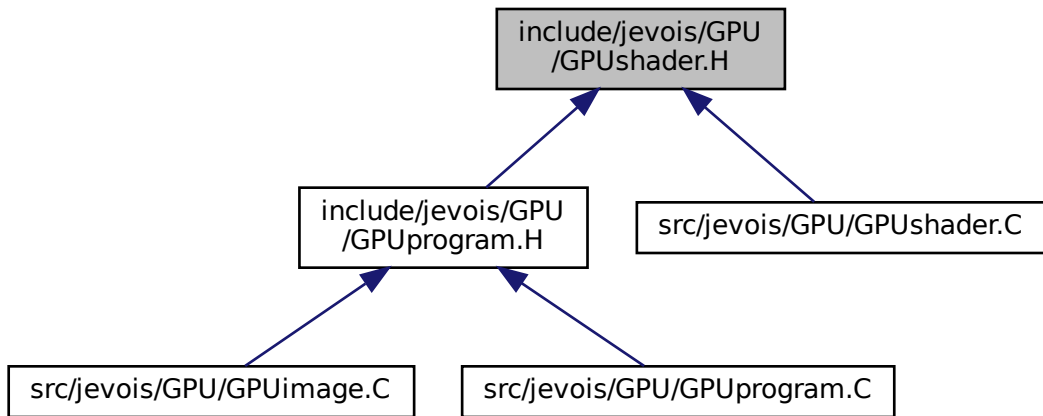 include/jevois/GPU
/GPUshader.H
include/jevois/GPU
/GPUprogram.H
src/jevois/GPU/GPUshader.C
src/jevois/GPU/GPUimage.C
src/jevois/GPU/GPUprogram.C